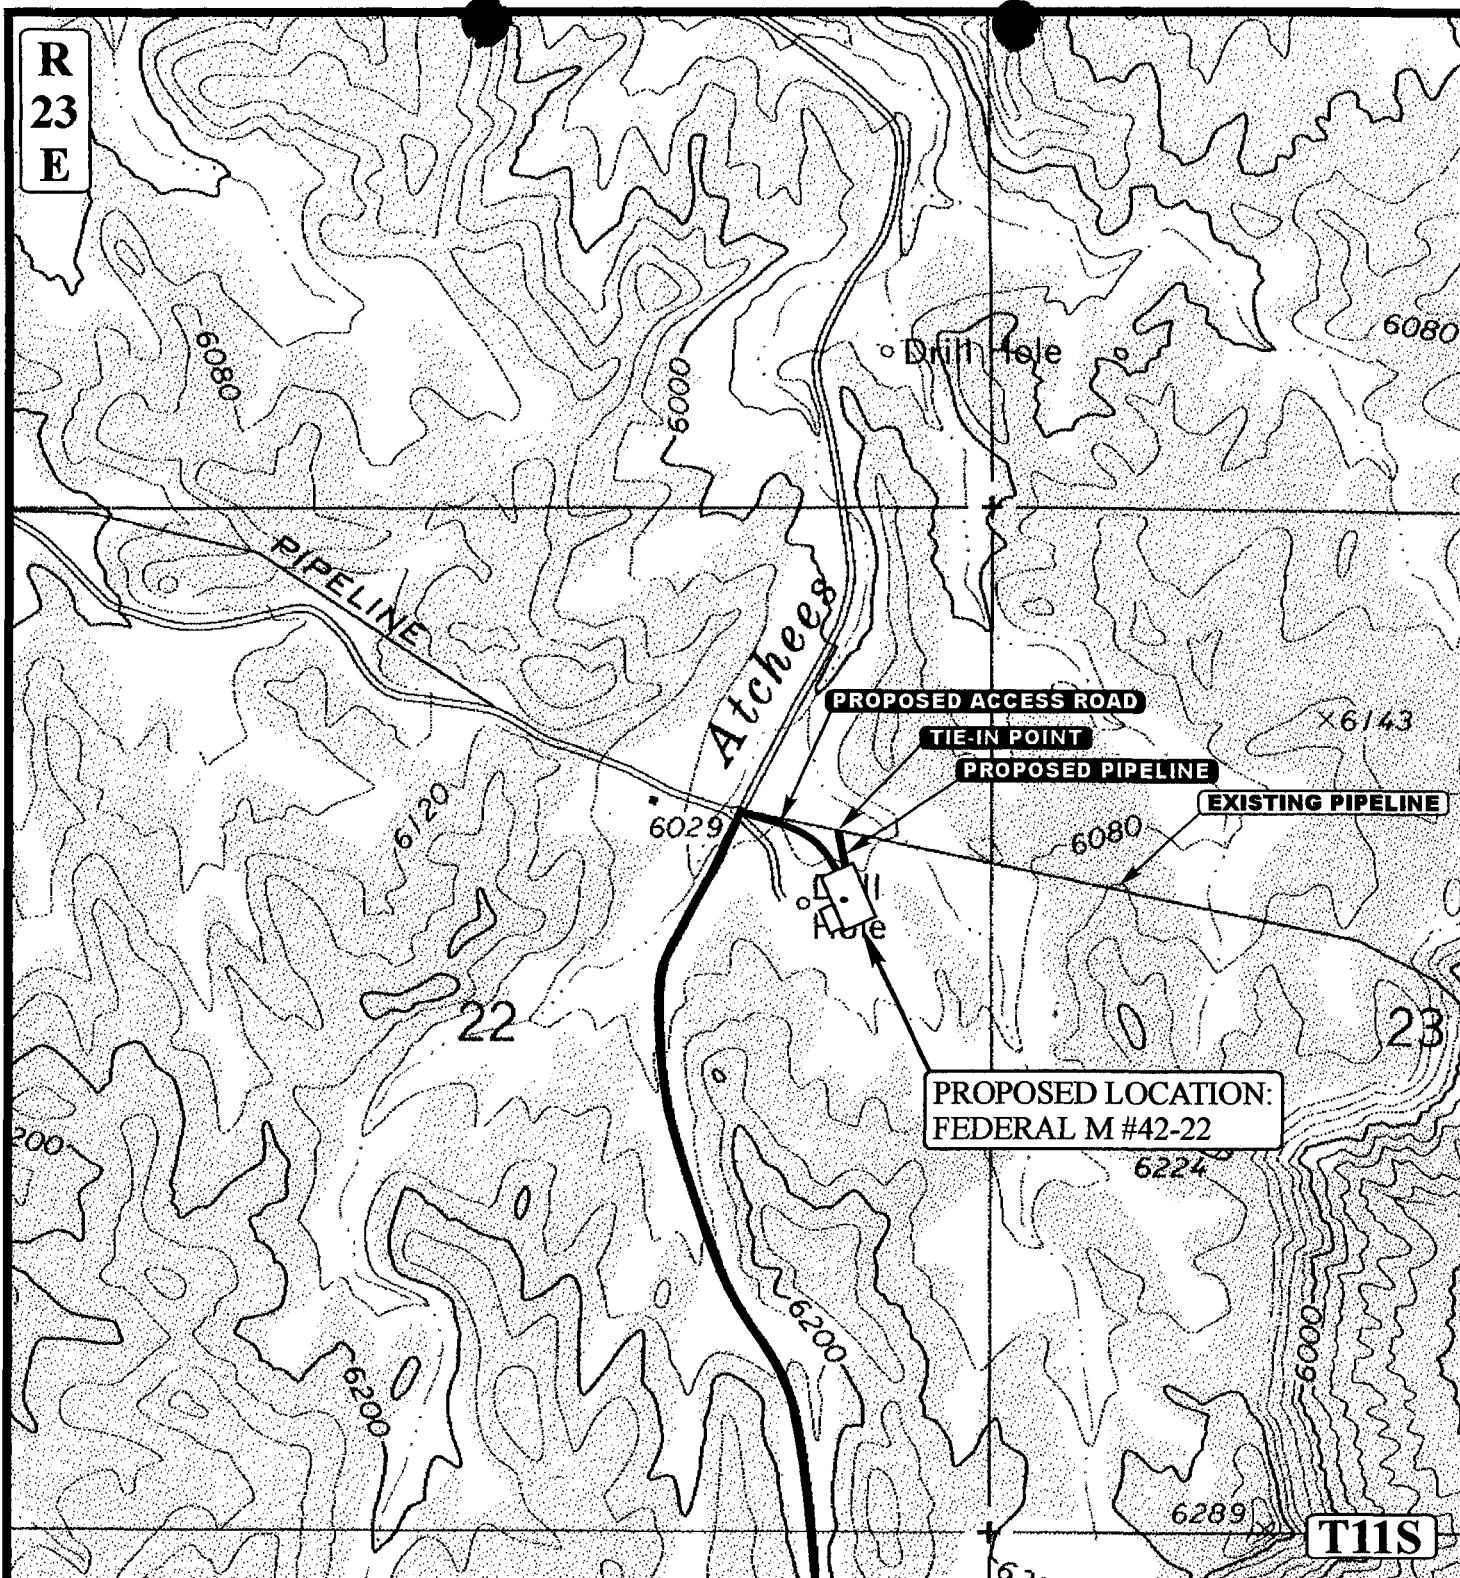 R
23
E
6080
6000
Drill Hole
6080
PIPELINE
Atchees
PROPOSED ACCESS ROAD
TIE-IN POINT
PROPOSED PIPELINE
EXISTING PIPELINE
×6143
6120
6029
6080
Hole
22
23
PROPOSED LOCATION:
FEDERAL M #42-22
6224
200
6200
6200
6000
6289
T11S